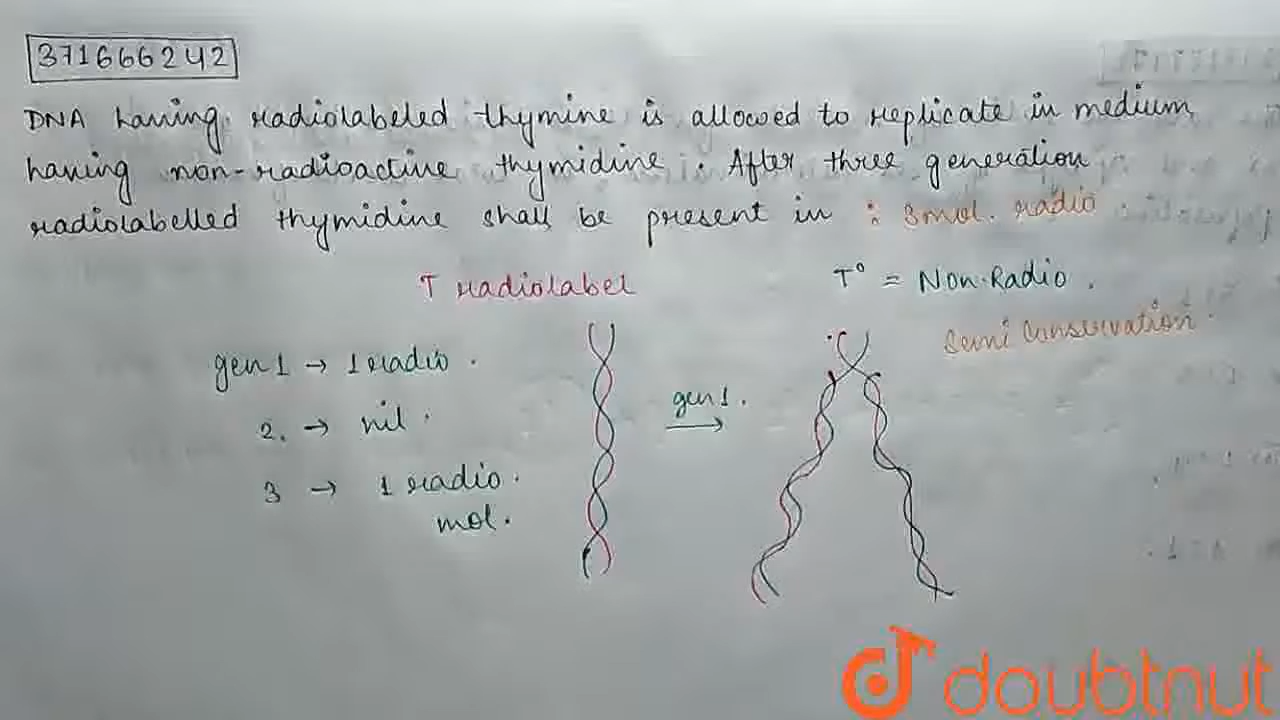 371666242
DNA having radiolabeled thymine is allowed to replicate in medium
having non-radioactive thymidine. After three generation
radiolabelled thymidine shall be present in : 3mol. radio.
T radiolabel
T° = Non-Radio.
Semi Conservation.
gen 1 → 1 radio.
2. → nil.
3 → 1 radio.
mol.
gen 1.
→
doubtnut